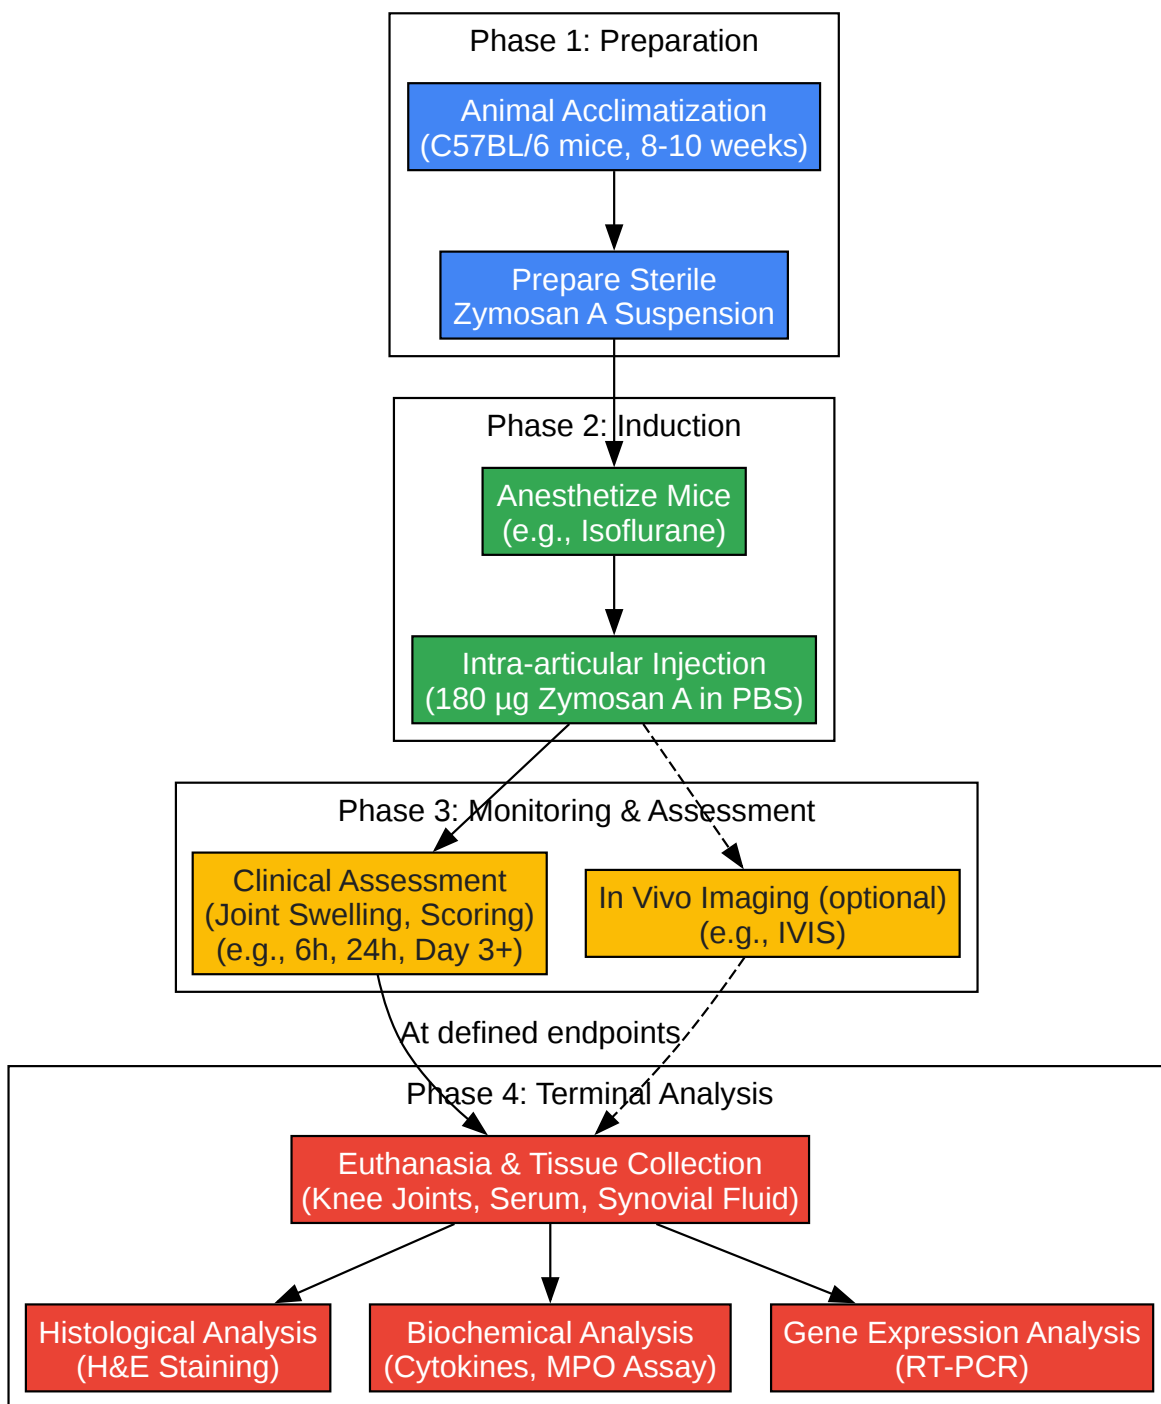 Phase 1: Preparation
Animal Acclimatization
(C57BL/6 mice, 8-10 weeks)
Prepare Sterile
Zymosan A Suspension
Phase 2: Induction
Anesthetize Mice
(e.g., Isoflurane)
Intra-articular Injection
(180 µg Zymosan A in PBS)
Phase 3: Monitoring & Assessment
Clinical Assessment
(Joint Swelling, Scoring)
(e.g., 6h, 24h, Day 3+)
In Vivo Imaging (optional)
(e.g., IVIS)
At defined endpoints
Phase 4: Terminal Analysis
Euthanasia & Tissue Collection
(Knee Joints, Serum, Synovial Fluid)
Histological Analysis
(H&E Staining)
Biochemical Analysis
(Cytokines, MPO Assay)
Gene Expression Analysis
(RT-PCR)